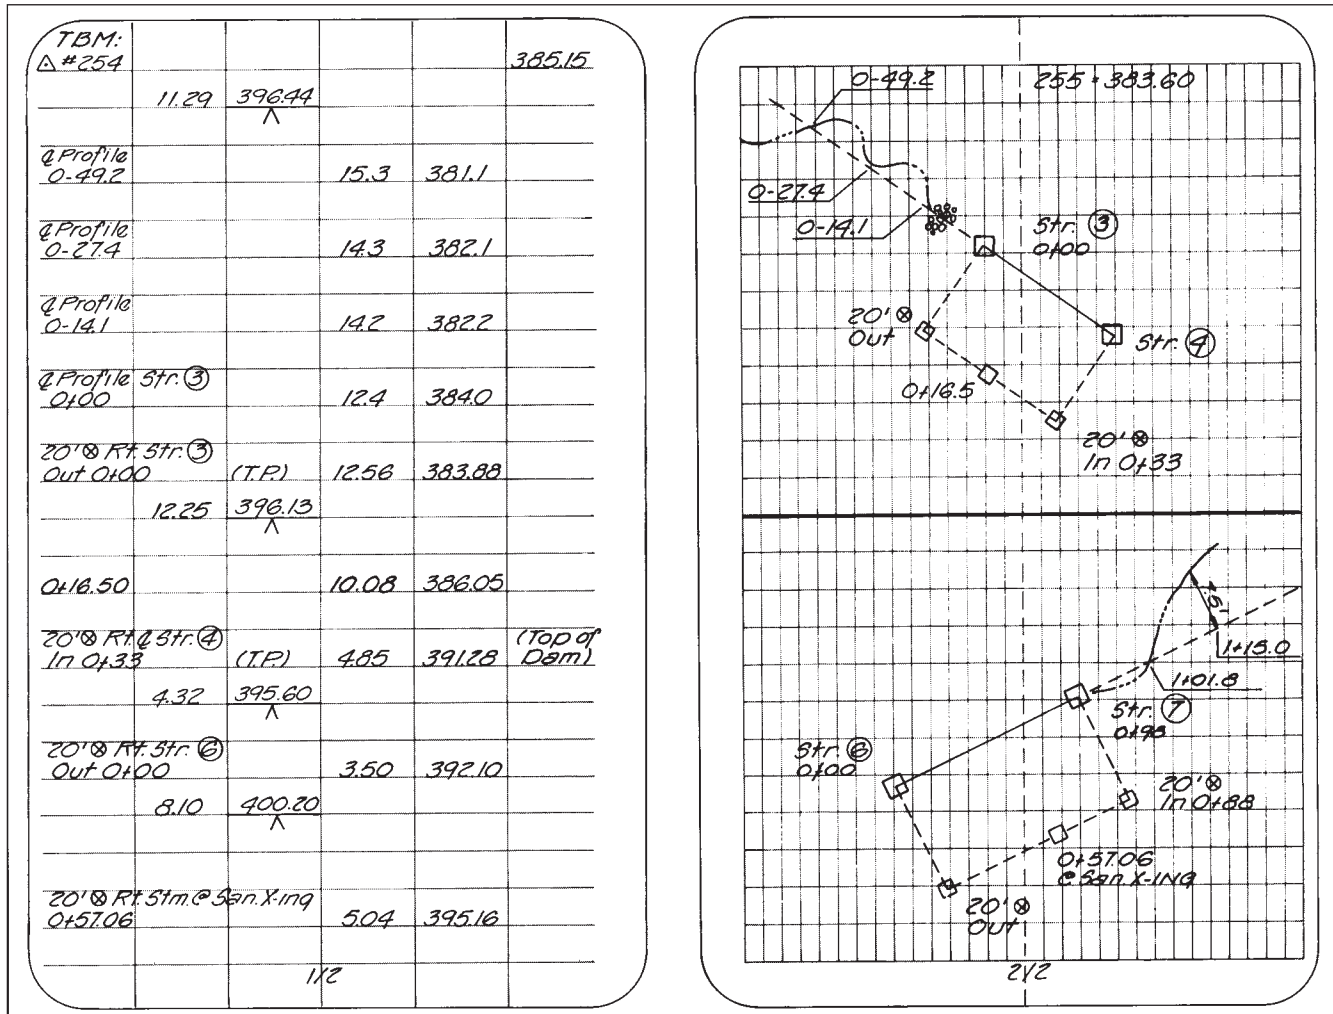 TBM:
△ #254 385.15
11.29 396.44
℄ Profile
0-49.2 15.3 381.1
℄ Profile
0-27.4 14.3 382.1
℄ Profile
0-14.1 14.2 382.2
℄ Profile Str. ③
0+00 12.4 384.0
20' ⊗ Rt. Str. ③
Out 0+00 (T.P.) 12.56 383.88
12.25 396.13
0+16.50 10.08 386.05
20' ⊗ Rt. ℄ Str. ④ (Top of
In 0+33 (T.P.) 4.85 391.28 Dam)
4.32 395.60
20' ⊗ Rt. Str. ⑥
Out 0+00 3.50 392.10
8.10 400.20
20' ⊗ Rt. Stm. @ San. X-ing
0+57.06 5.04 395.16
1/2
0-49.2 255 = 383.60
0-27.4
0-14.1
Str. ③
0+00
20' ⊗
Out
Str. ④
0+16.5
20' ⊗
In 0+33
7.5'
1+15.0
1+01.8
Str. ⑦
0+98
Str. ⑥
0+00
20' ⊗
In 0+88
0+57.06
@ San. X-ING
20' ⊗
Out
2/2